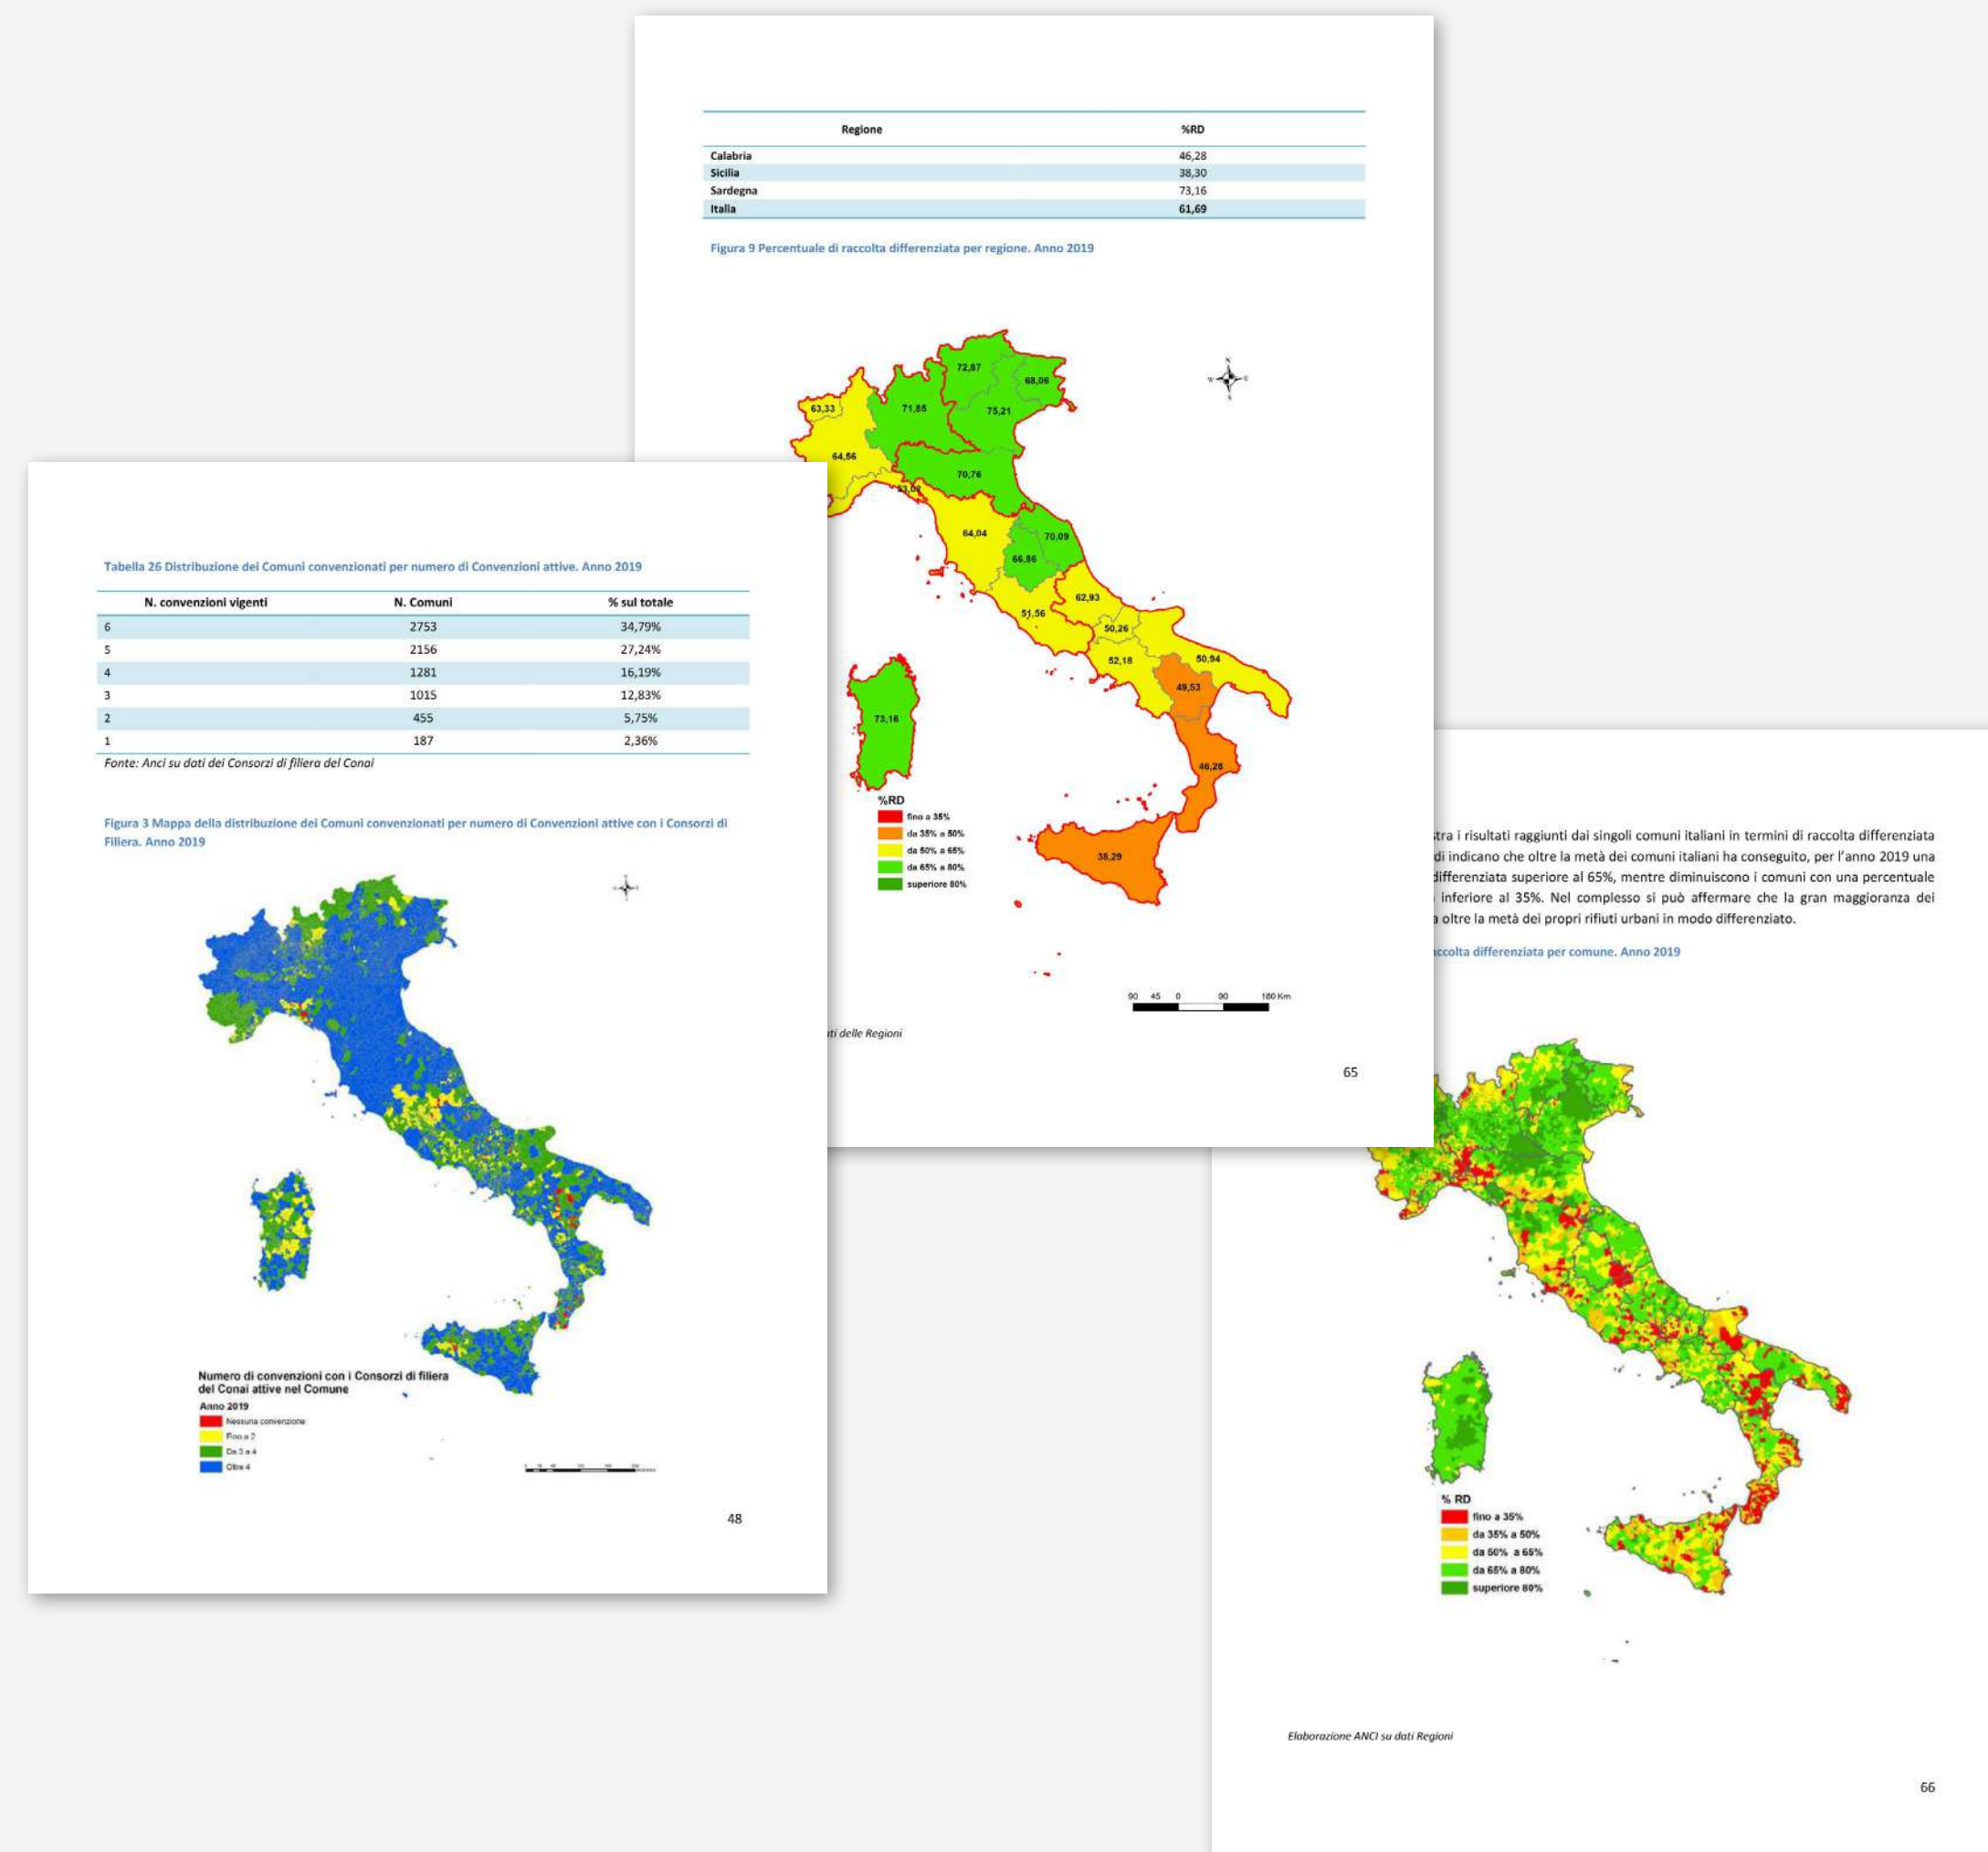 Regione %RD
Calabria 46,28
Sicilia 38,30
Sardegna 73,16
Italia 61,69
Figura 9 Percentuale di raccolta differenziata per regione. Anno 2019
N
W E
S
72,87
68,06
63,33
71,85
75,21
64,56
70,76
64,04
70,09
66,86
62,93
51,56
50,26
52,18
50,94
49,53
73,16
46,28
38,29
%RD
fino a 35%
da 35% a 50%
da 50% a 65%
da 65% a 80%
superiore 80%
90 45 0 90 180 Km
delle Regioni
65
Tabella 26 Distribuzione dei Comuni convenzionati per numero di Convenzioni attive. Anno 2019
N. convenzioni vigenti N. Comuni % sul totale
6 2753 34,79%
5 2156 27,24%
4 1281 16,19%
3 1015 12,83%
2 455 5,75%
1 187 2,36%
Fonte: Anci su dati dei Consorzi di filiera del Conai
Figura 3 Mappa della distribuzione dei Comuni convenzionati per numero di Convenzioni attive con i Consorzi di
Filiera. Anno 2019
Numero di convenzioni con i Consorzi di filiera
del Conai attive nel Comune
Anno 2019
Nessuna convenzione
Fino a 2
Da 3 a 4
Oltre 4
48
i risultati raggiunti dai singoli comuni italiani in termini di raccolta differenziata
indicano che oltre la metà dei comuni italiani ha conseguito, per l'anno 2019 una
differenziata superiore al 65%, mentre diminuiscono i comuni con una percentuale
inferiore al 35%. Nel complesso si può affermare che la gran maggioranza dei
oltre la metà dei propri rifiuti urbani in modo differenziato.
differenziata per comune. Anno 2019
% RD
fino a 35%
da 35% a 50%
da 50% a 65%
da 65% a 80%
superiore 80%
Elaborazione ANCI su dati Regioni
66